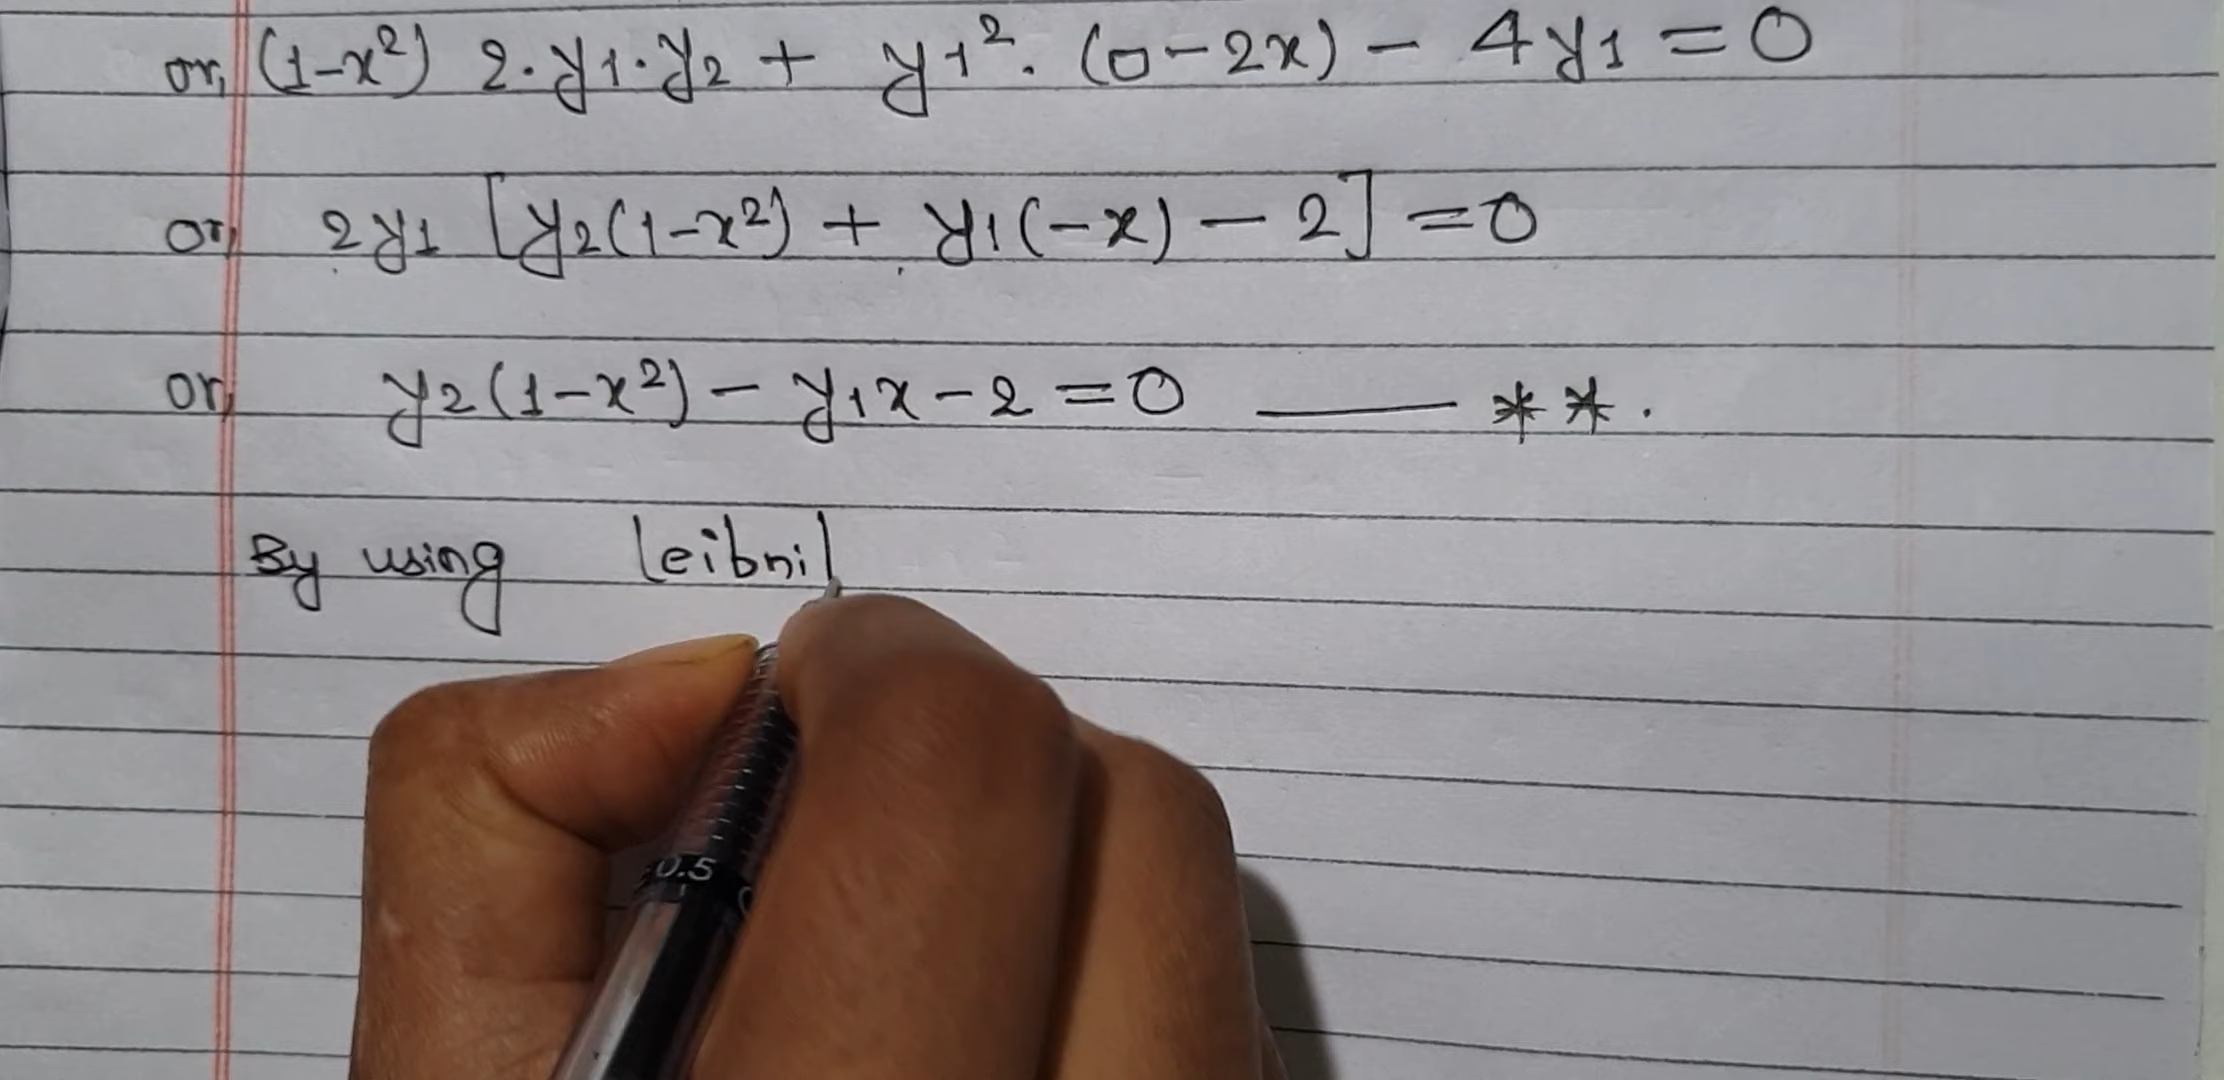 or, (1-x²) 2.y1.y2 + y1². (0-2x) - 4y1 = 0
or, 2y1 [y2(1-x²) + y1(-x) - 2] = 0
or, y2(1-x²) - y1x - 2 = 0 —— **.
By using Leibni
0.5